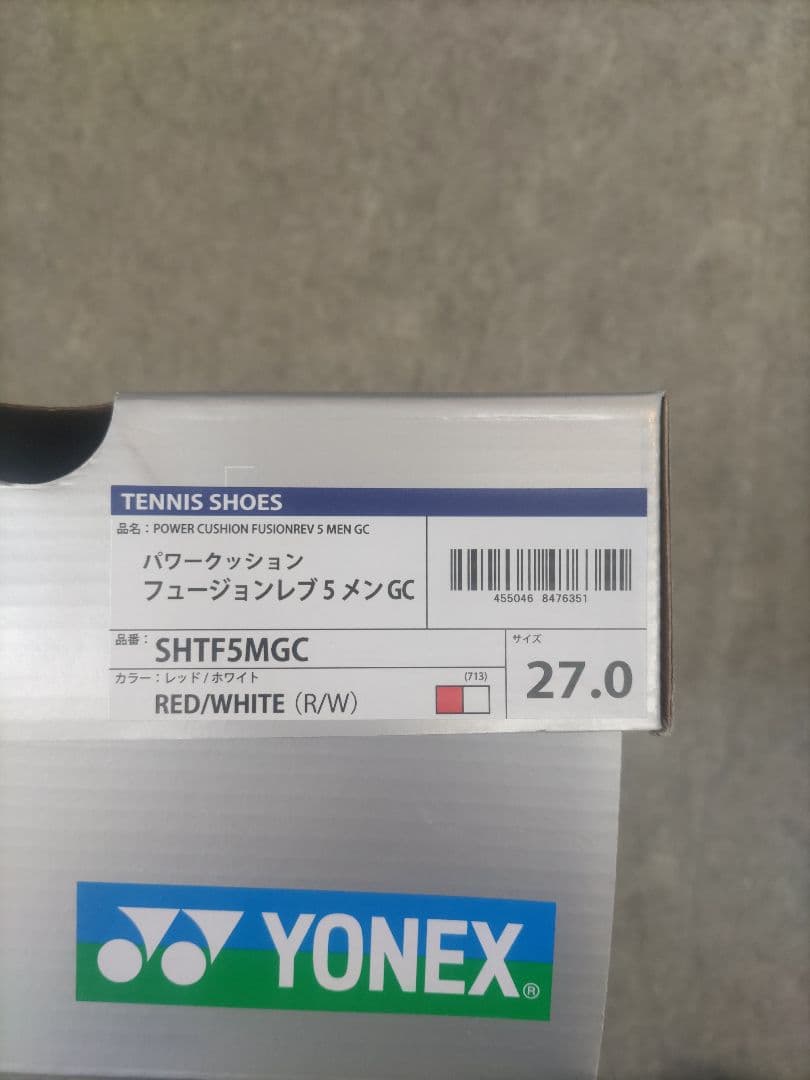 TENNIS SHOES
品名：POWER CUSHION FUSIONREV 5 MEN GC
パワークッション
フュージョンレブ 5 メン GC
455046 8476351
品番：
SHTF5MGC
カラー：レッド / ホワイト
RED/WHITE（R/W）
(713)
サイズ
27.0
YONEX®